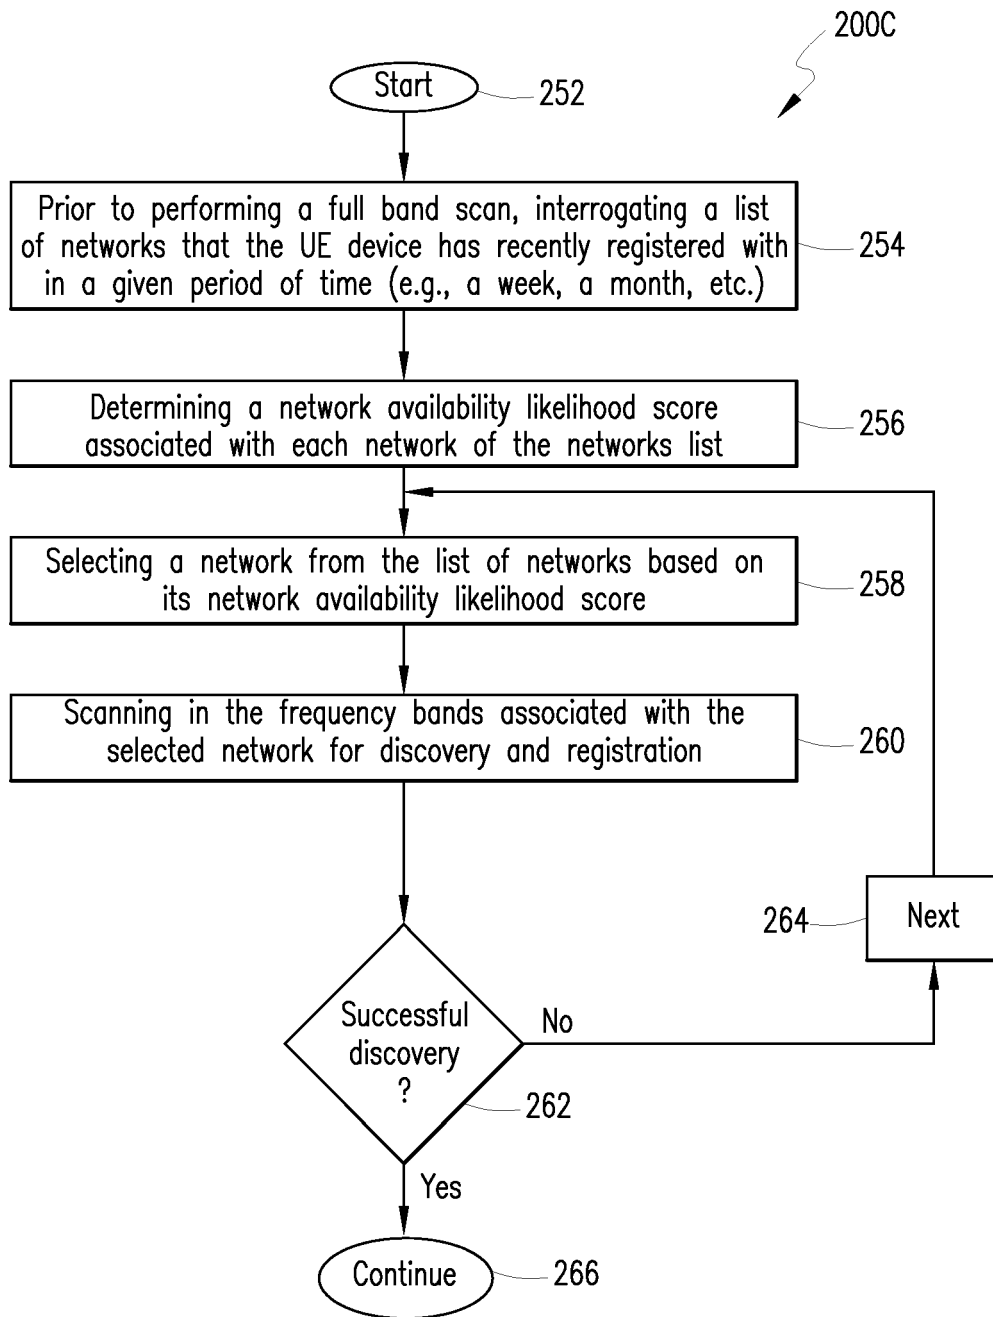 200C
Start
252
Prior to performing a full band scan, interrogating a list
of networks that the UE device has recently registered with
in a given period of time (e.g., a week, a month, etc.)
254
Determining a network availability likelihood score
associated with each network of the networks list
256
Selecting a network from the list of networks based on
its network availability likelihood score
258
Scanning in the frequency bands associated with the
selected network for discovery and registration
260
264
Next
Successful
discovery
?
No
262
Yes
Continue
266